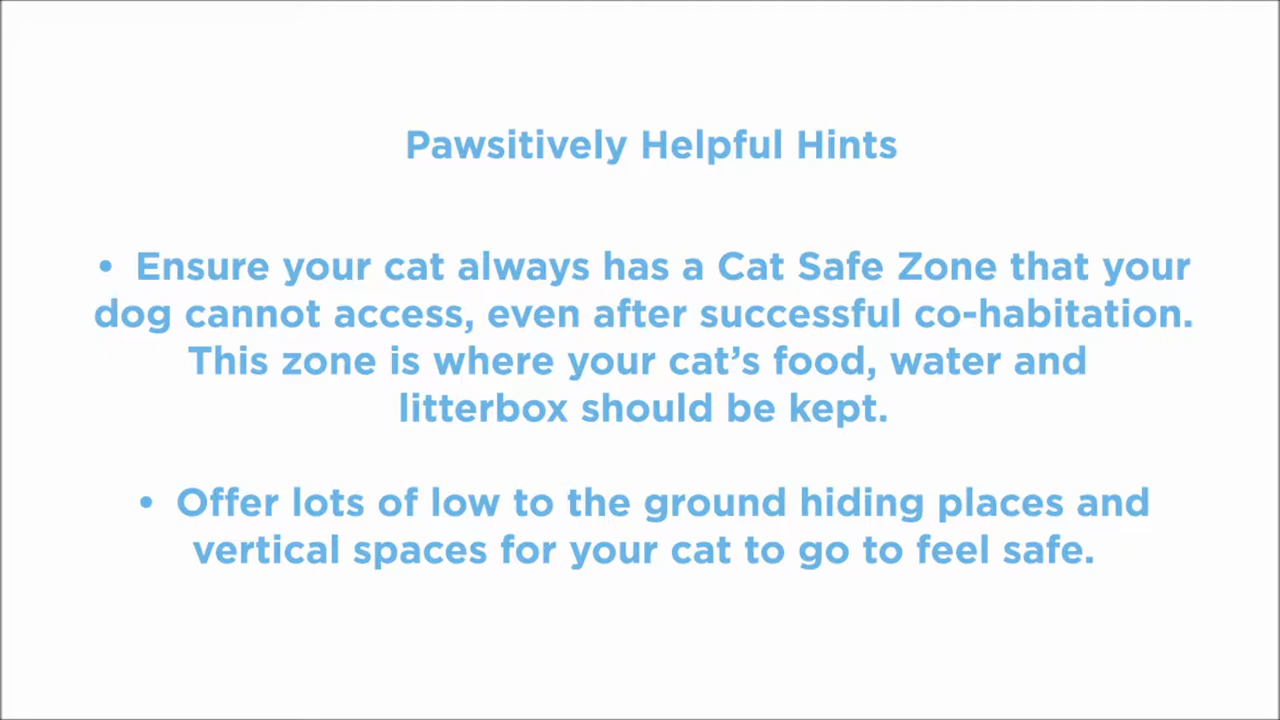 Pawsitively Helpful Hints
• Ensure your cat always has a Cat Safe Zone that your
dog cannot access, even after successful co-habitation.
This zone is where your cat’s food, water and
litterbox should be kept.
• Offer lots of low to the ground hiding places and
vertical spaces for your cat to go to feel safe.